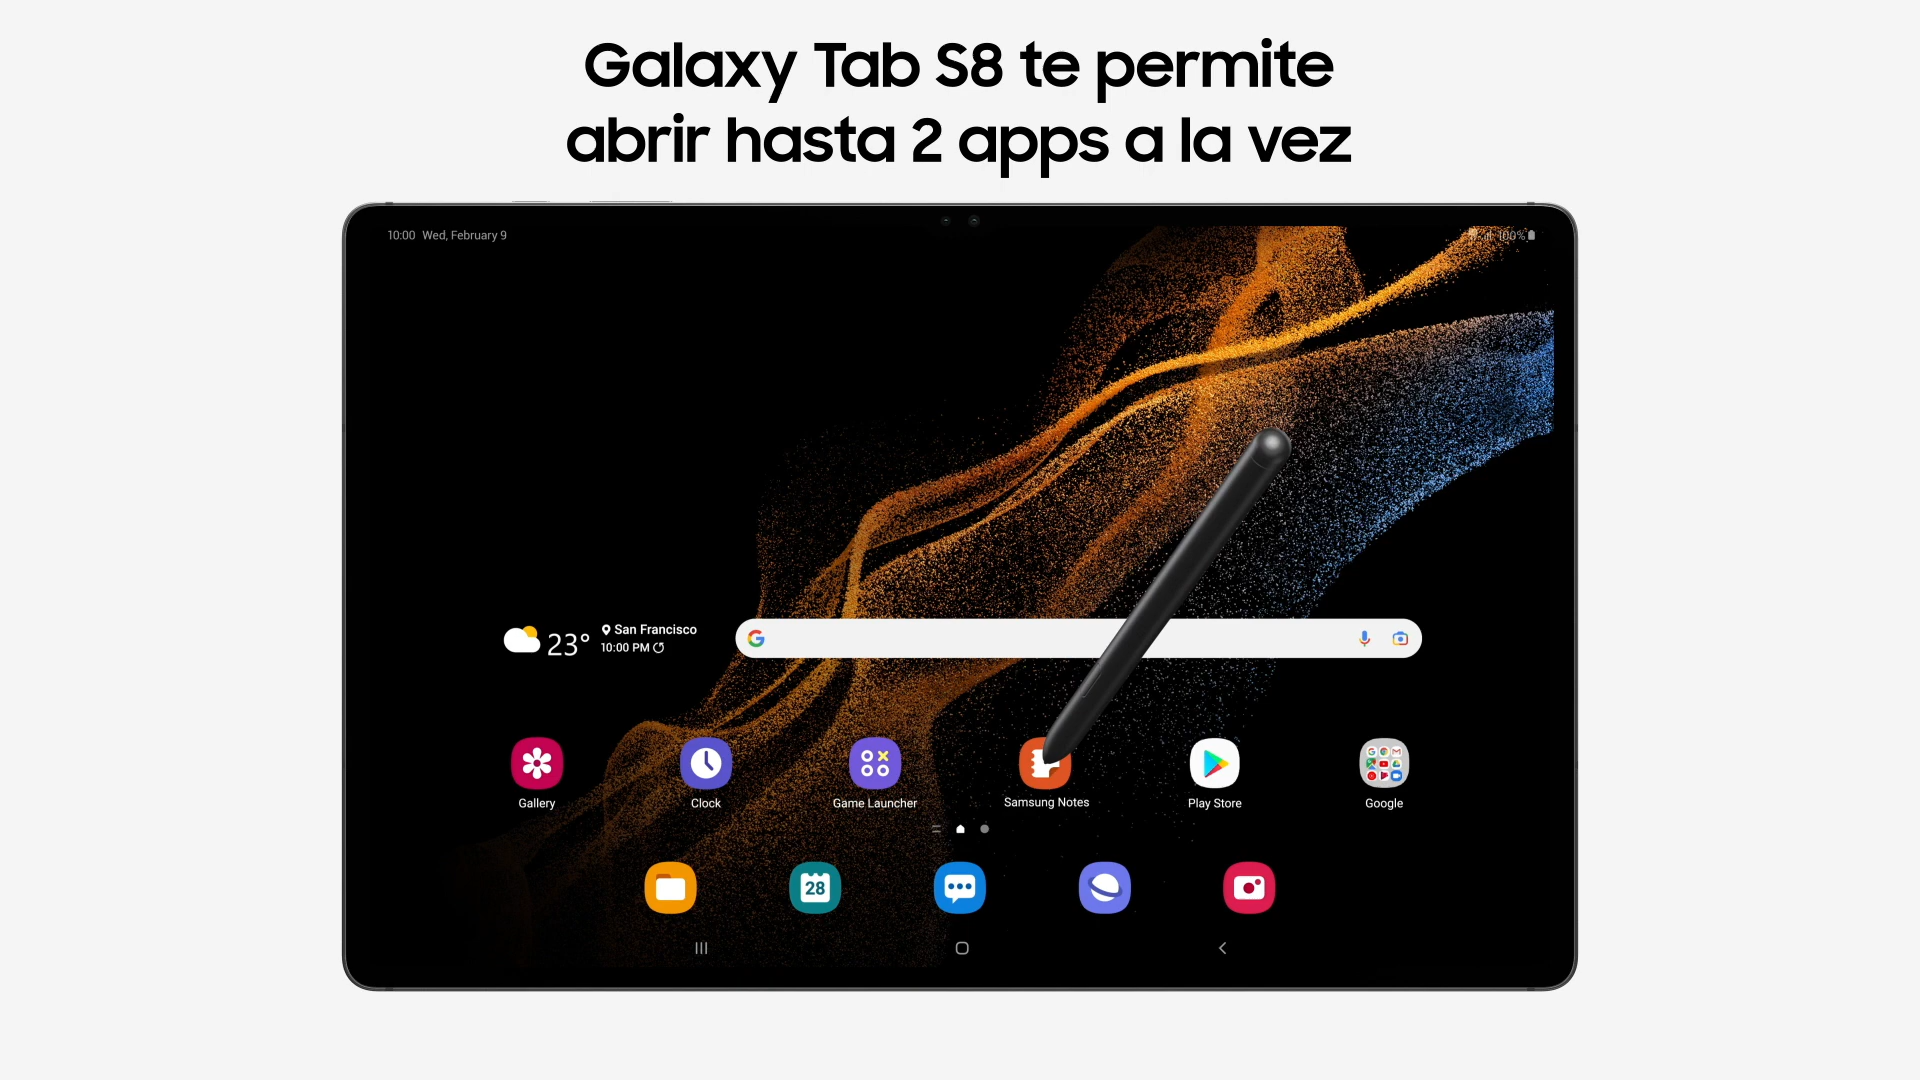 Galaxy Tab S8 te permite
abrir hasta 2 apps a la vez
10:00 Wed, February 9
100%
23°
San Francisco
10:00 PM
Gallery
Clock
Game Launcher
Samsung Notes
Play Store
Google
28